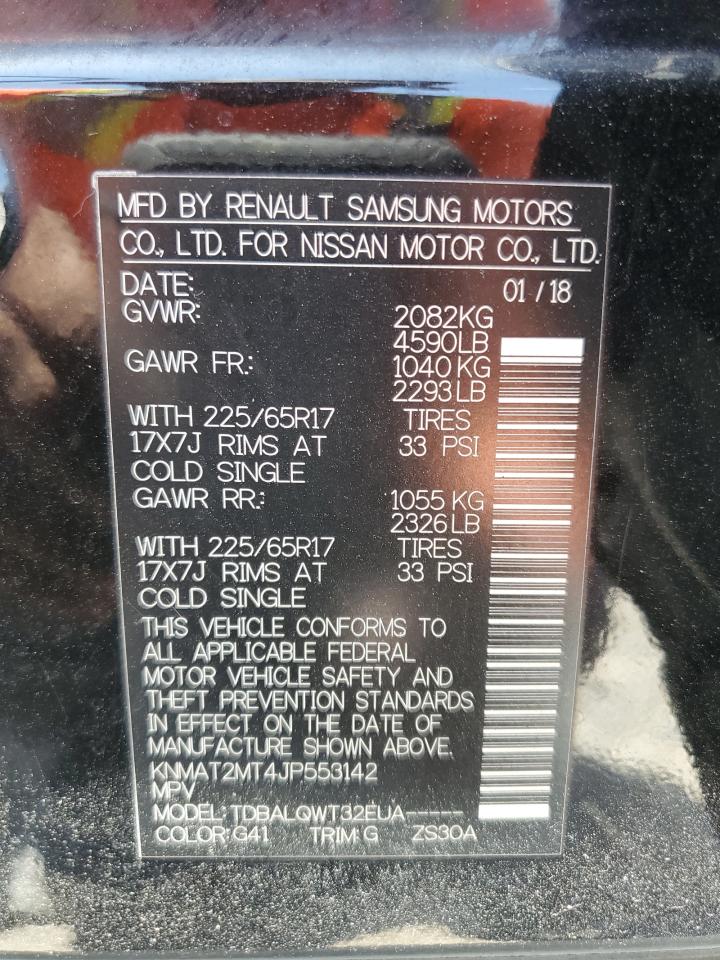 MFD BY RENAULT SAMSUNG MOTORS
CO., LTD. FOR NISSAN MOTOR CO., LTD.
DATE: 01 / 18
GVWR: 2082KG
4590LB
GAWR FR.: 1040KG
2293LB
WITH 225/65R17 TIRES
17X7J RIMS AT 33 PSI
COLD SINGLE
GAWR RR.: 1055 KG
2326LB
WITH 225/65R17 TIRES
17X7J RIMS AT 33 PSI
COLD SINGLE
THIS VEHICLE CONFORMS TO
ALL APPLICABLE FEDERAL
MOTOR VEHICLE SAFETY AND
THEFT PREVENTION STANDARDS
IN EFFECT ON THE DATE OF
MANUFACTURE SHOWN ABOVE.
KNMAT2MT4JP553142
MPV
MODEL: TDBALQWT32EUA-----
COLOR: G41 TRIM: G ZS30A